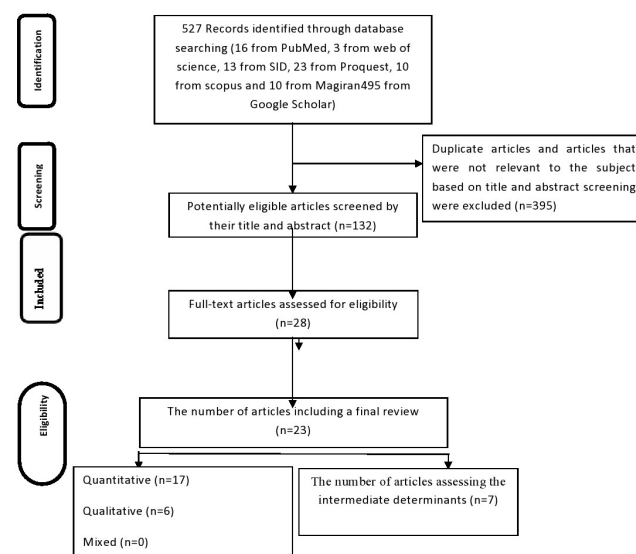 Identification
527 Records identified through database
searching (16 from PubMed, 3 from web of
science, 13 from SID, 23 from Proquest, 10
from scopus and 10 from Magiran495 from
Google Scholar)
Screening
Duplicate articles and articles that
were not relevant to the subject
based on title and abstract screening
were excluded (n=395)
Potentially eligible articles screened by
their title and abstract (n=132)
Included
Full-text articles assessed for eligibility
(n=28)
Eligibility
The number of articles including a final review
(n=23)
Quantitative (n=17)
Qualitative (n=6)
Mixed (n=0)
The number of articles assessing the
intermediate determinants (n=7)